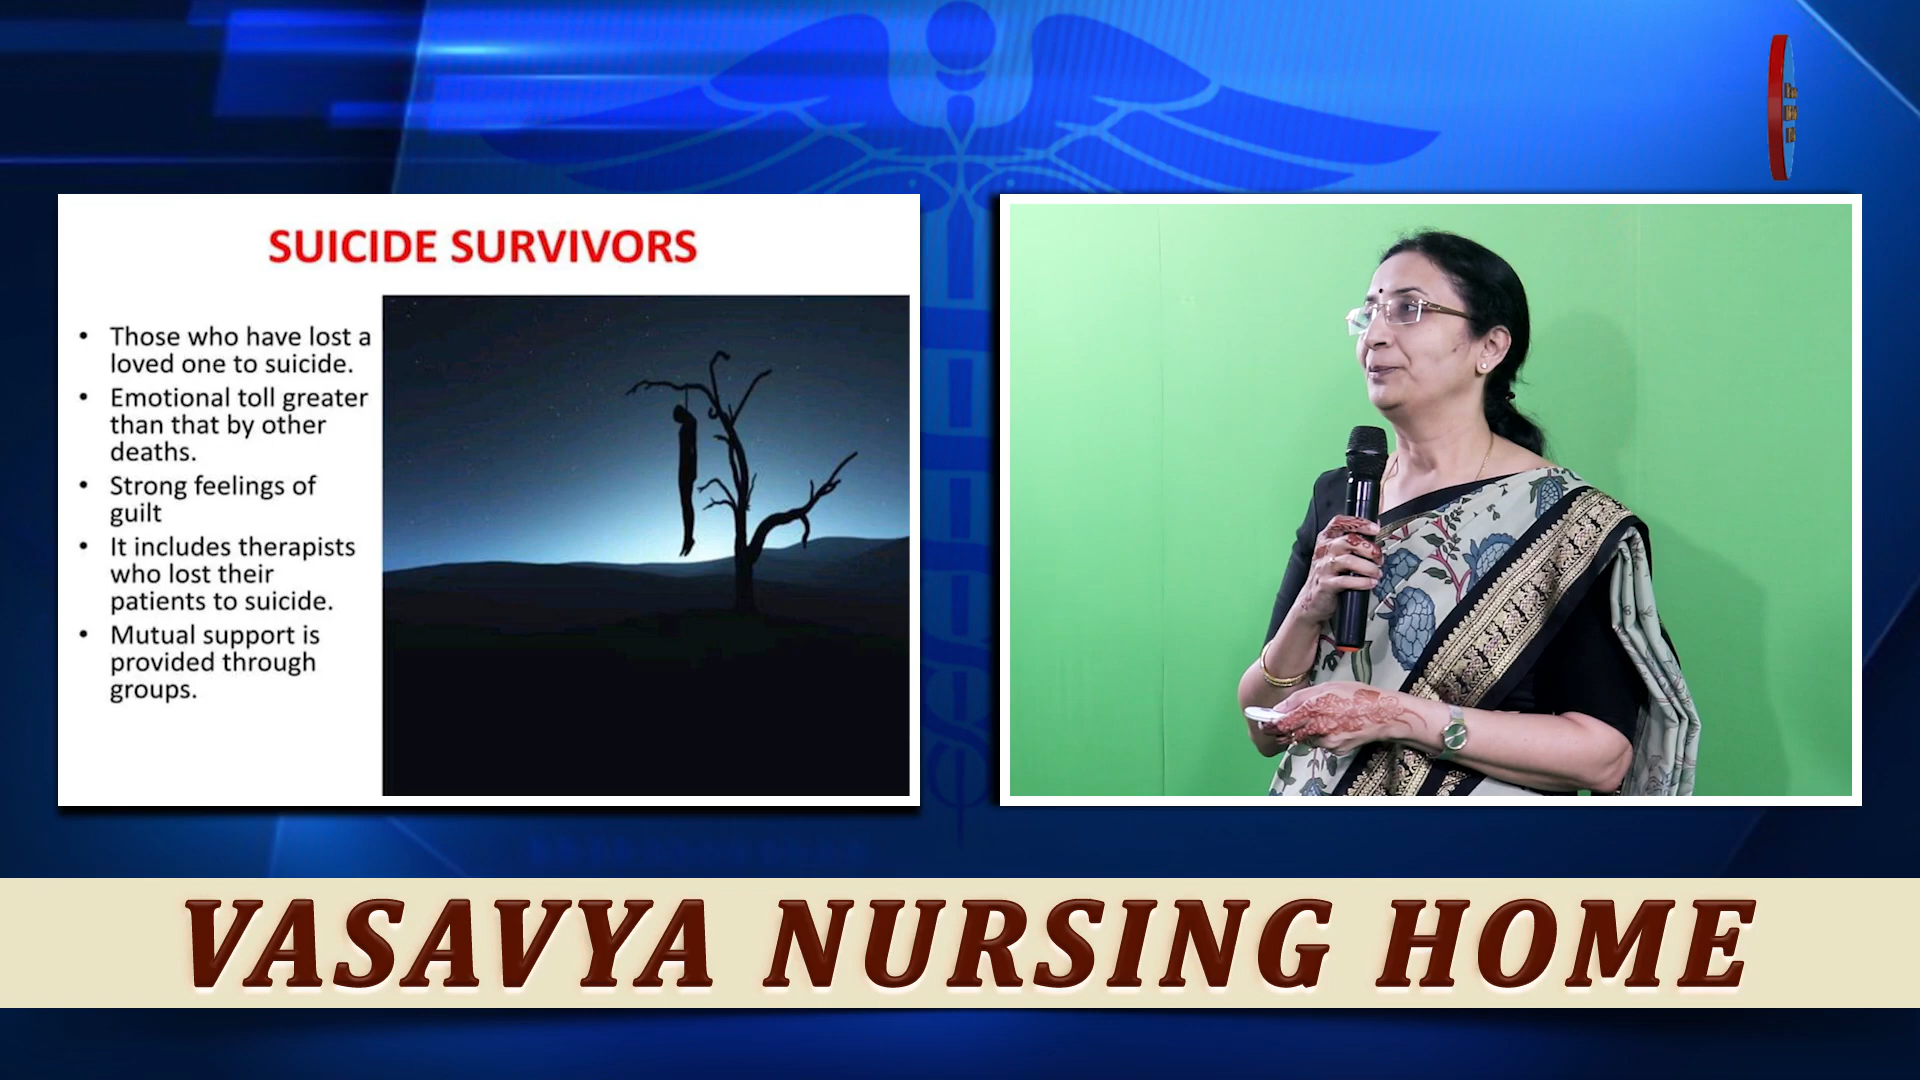 SUICIDE SURVIVORS
• Those who have lost a
loved one to suicide.
• Emotional toll greater
than that by other
deaths.
• Strong feelings of
guilt
• It includes therapists
who lost their
patients to suicide.
• Mutual support is
provided through
groups.
VASAVYA NURSING HOME